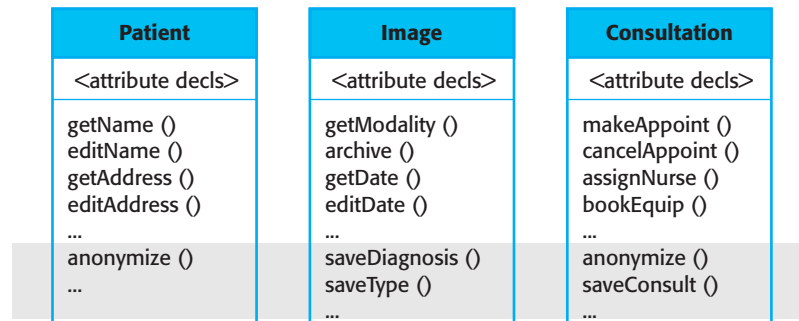 Patient
<attribute decls>
getName ()
editName ()
getAddress ()
editAddress ()
...
anonymize ()
...
Image
<attribute decls>
getModality ()
archive ()
getDate ()
editDate ()
...
saveDiagnosis ()
saveType ()
...
Consultation
<attribute decls>
makeAppoint ()
cancelAppoint ()
assignNurse ()
bookEquip ()
...
anonymize ()
saveConsult ()
...